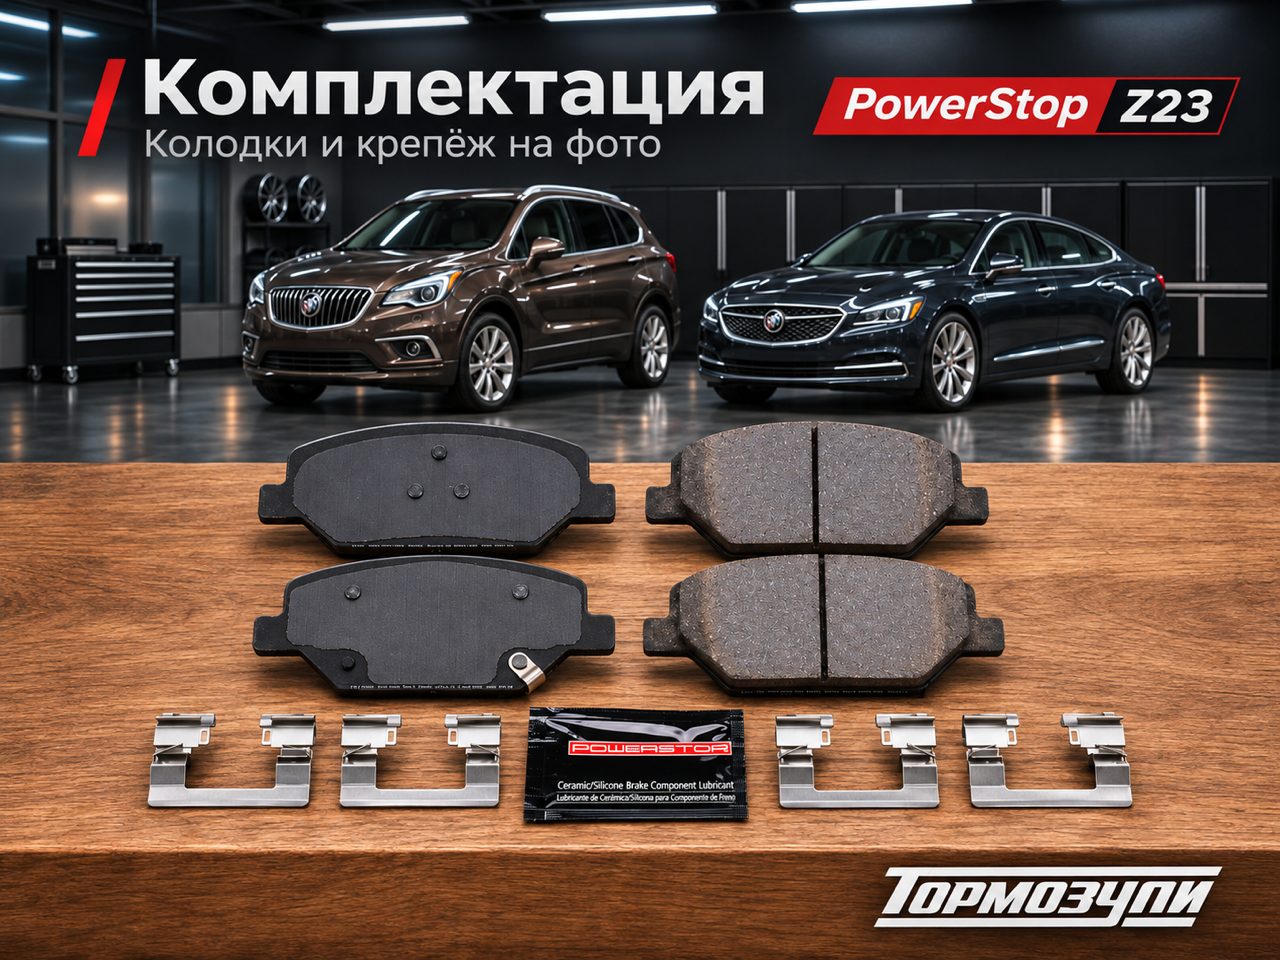 Комплектация
Колодки и крепёж на фото
PowerStop Z23
POWERSTOR
Ceramic/Silicone Brake Component Lubricant
Lubricante de Cerámica/Silicona para Componente de Freno
ТОРМОЗУПИ